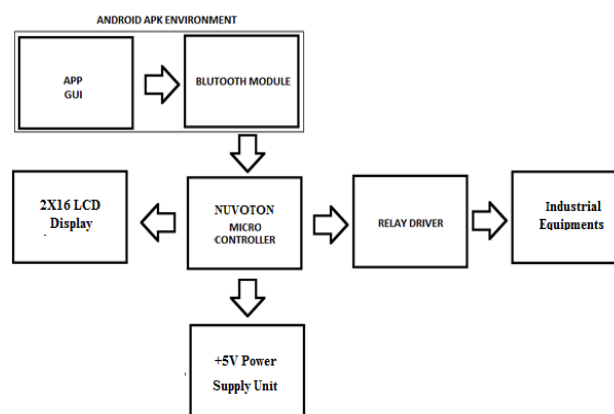 ANDROID APK ENVIRONMENT
APP
GUI
BLUTOOTH MODULE
2X16 LCD
Display
NUVOTON
MICRO
CONTROLLER
RELAY DRIVER
Industrial
Equipments
+5V Power
Supply Unit